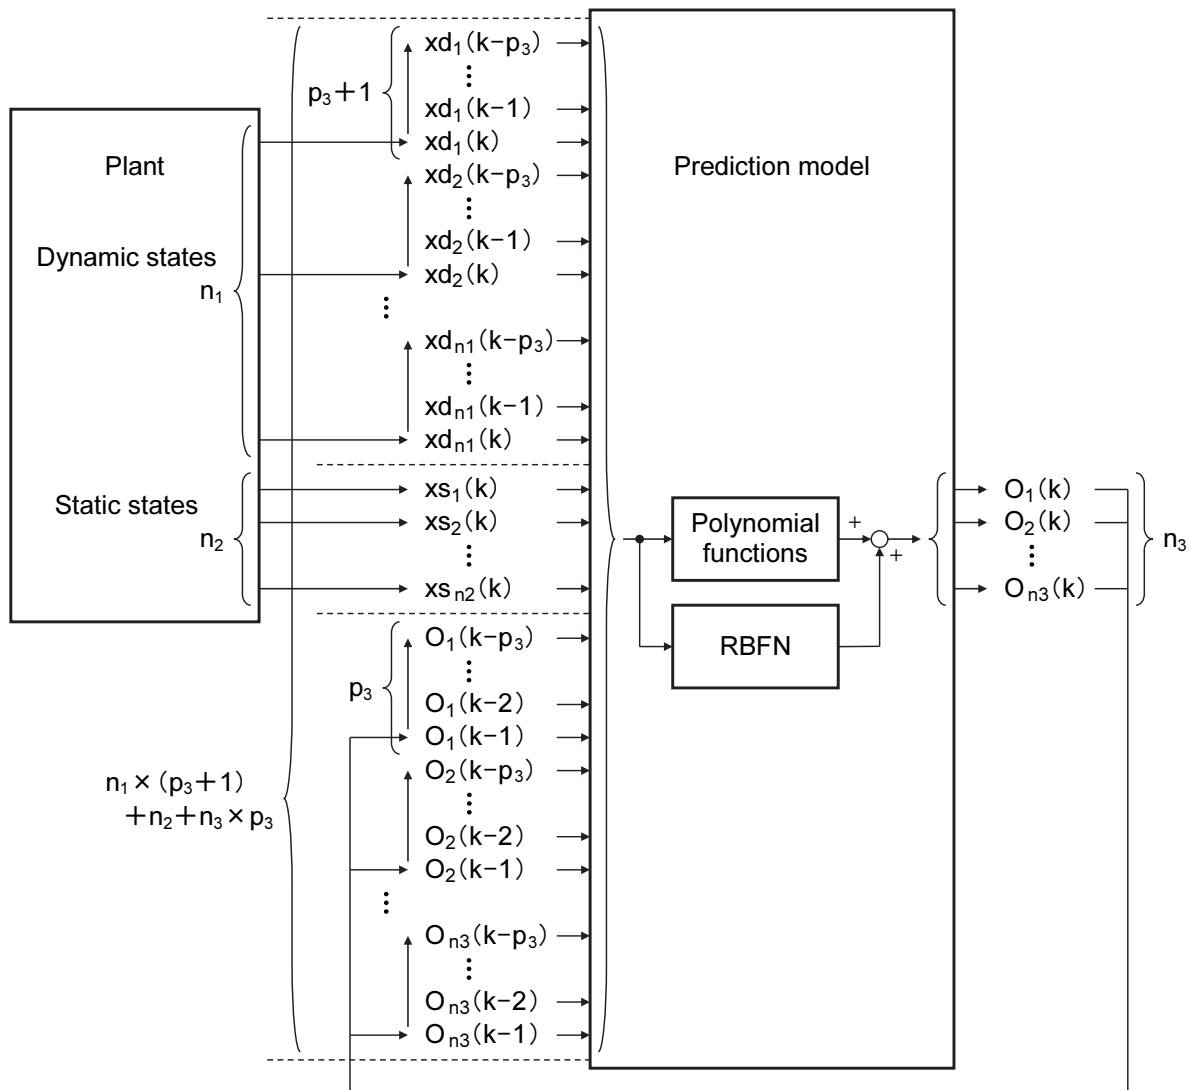 xd₁(k−p₃)
p₃+1
xd₁(k−1)
xd₁(k)
Plant
Prediction model
xd₂(k−p₃)
xd₂(k−1)
Dynamic states
xd₂(k)
n₁
xdₙ₁(k−p₃)
xdₙ₁(k−1)
xdₙ₁(k)
Static states
n₂
xs₁(k)
xs₂(k)
xsₙ₂(k)
Polynomial
functions
+
+
RBFN
O₁(k)
O₂(k)
Oₙ₃(k)
n₃
O₁(k−p₃)
p₃
O₁(k−2)
O₁(k−1)
O₂(k−p₃)
n₁×(p₃+1)
+n₂+n₃×p₃
O₂(k−2)
O₂(k−1)
Oₙ₃(k−p₃)
Oₙ₃(k−2)
Oₙ₃(k−1)